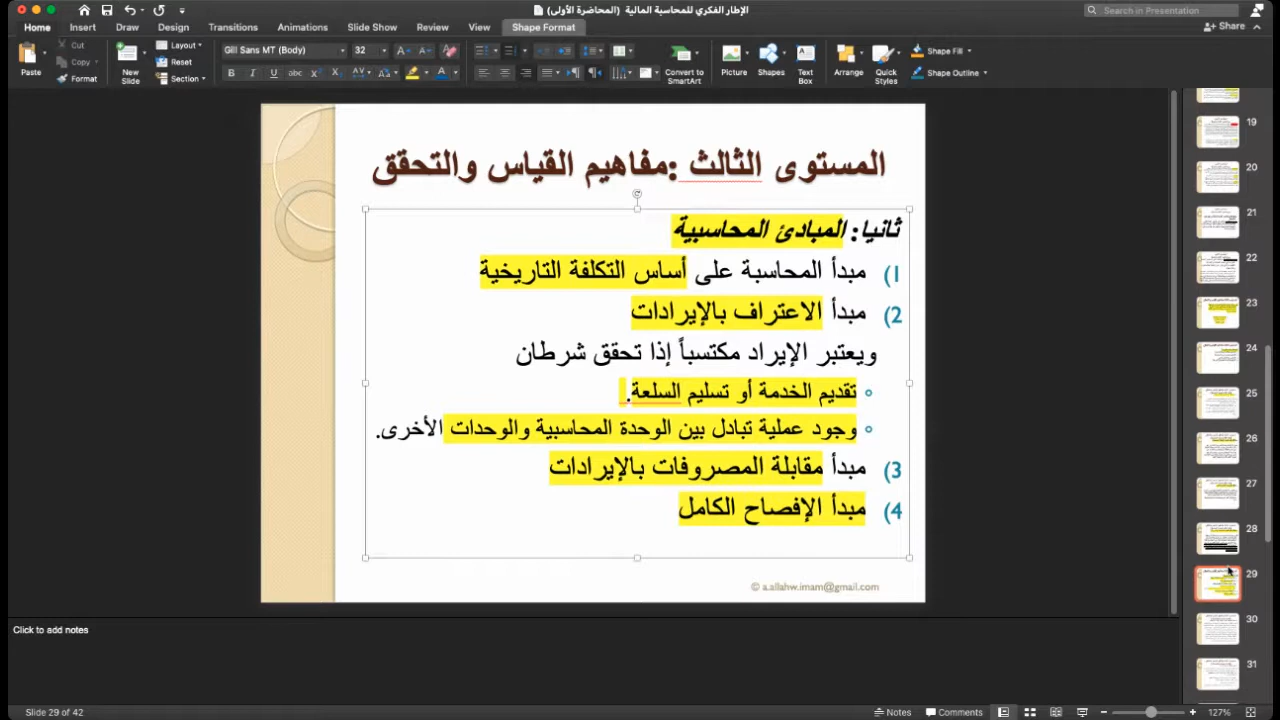 الإطار الفكري للمحاسبة المالية (المحاضرة الأولى)
Search in Presentation
Home Insert Draw Design Transitions Animations Slide Show Review View Shape Format
Share
Paste
Cut
Copy
Format
New Slide
Layout
Reset
Section
Gill Sans MT (Body) 32
Convert to SmartArt
Picture
Shapes
Text Box
Arrange
Quick Styles
Shape Fill
Shape Outline
المستوى الثالث :مفاهيم القياس والتحقق
ثانيا: المبادئ المحاسبية
1) مبدأ المحاسبة على أساس التكلفة التاريخية
2) مبدأ الاعتراف بالإيرادات
ويعتبر الإيراد مكتسباً إذا تحقق شرطان
تقديم الخدمة أو تسليم السلعة.
وجود عملية تبادل بين الوحدة المحاسبية والوحدات الأخرى.
3) مبدأ مقابلة المصروفات بالإيرادات
4) مبدأ الإفصاح الكامل
© a.allahw.imam@gmail.com
19
20
21
22
23
24
25
26
27
28
29
30
31
Click to add notes
Slide 29 of 42
Notes
Comments
127%